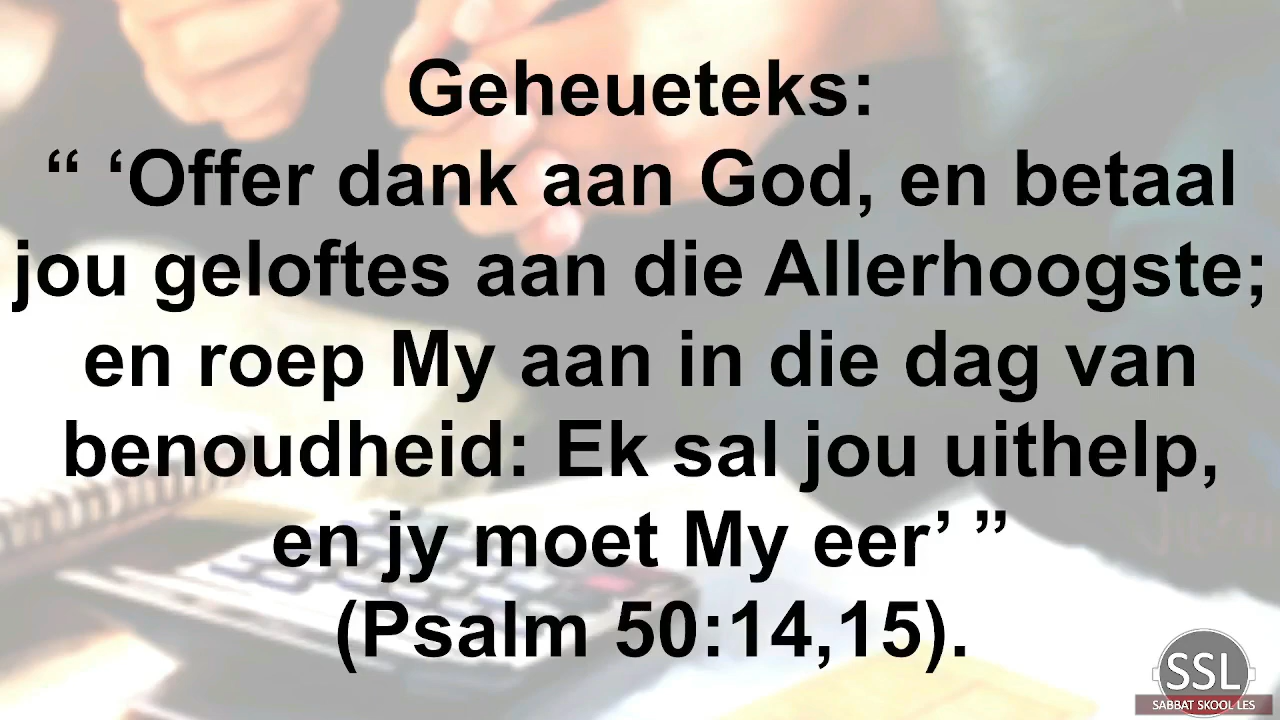 Geheueteks:
“ ‘Offer dank aan God, en betaal
jou geloftes aan die Allerhoogste;
en roep My aan in die dag van
benoudheid: Ek sal jou uithelp,
en jy moet My eer’ ”
(Psalm 50:14,15).
SSL
SABBAT SKOOL LES